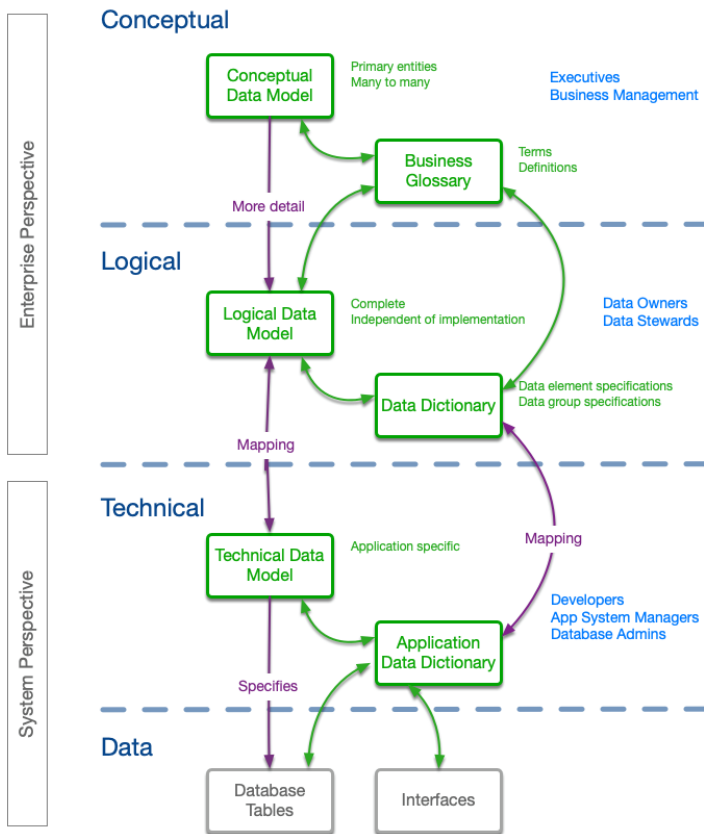 Conceptual
Conceptual
Data Model
Primary entities
Many to many
Executives
Business Management
Business
Glossary
Terms
Definitions
More detail
Enterprise Perspective
Logical
Logical Data
Model
Complete
Independent of implementation
Data Owners
Data Stewards
Data Dictionary
Data element specifications
Data group specifications
Mapping
Technical
Technical Data
Model
Application specific
Mapping
Developers
App System Managers
Database Admins
Application
Data Dictionary
System Perspective
Specifies
Data
Database
Tables
Interfaces